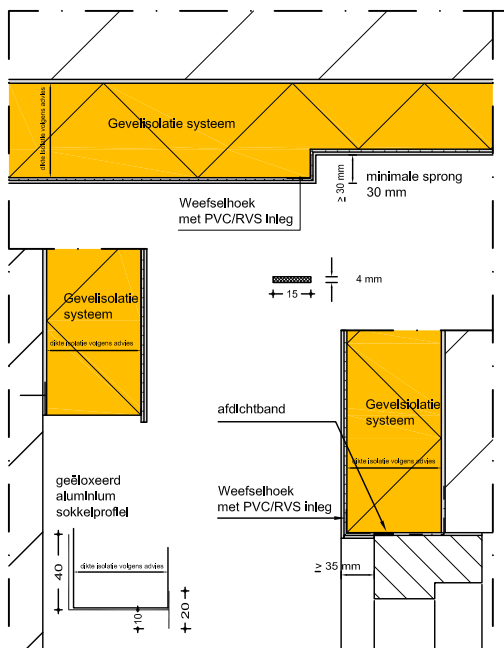 dikte isolatie volgens advies
Gevelisolatie systeem
≥ 30 mm
minimale sprong
30 mm
Weefselhoek
met PVC/RVS inleg
15
4 mm
Gevelisolatie
systeem
dikte isolatie volgens advies
afdichtband
Gevelsiolatie
systeem
dikte isolatie volgens advies
geëloxeerd
aluminium
sokkelprofiel
Weefselhoek
met PVC/RVS inleg
dikte isolatie volgens advies
40
10
20
≥ 35 mm